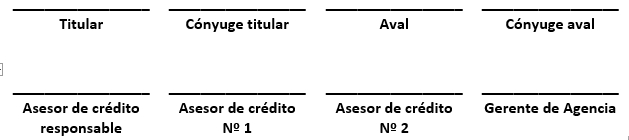 Titular Cónyuge titular Aval Cónyuge aval
Asesor de crédito Asesor de crédito Asesor de crédito Gerente de Agencia
responsable Nº 1 Nº 2